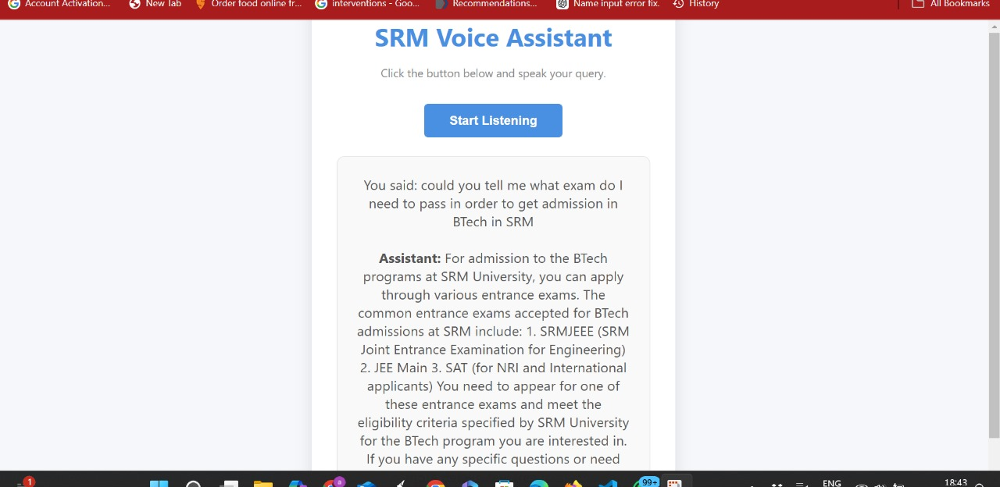 Account Activation... New Tab Order food online fr... interventions - Goo... Recommendations... Name input error fix. History All Bookmarks
SRM Voice Assistant
Click the button below and speak your query.
Start Listening
You said: could you tell me what exam do I
need to pass in order to get admission in
BTech in SRM
Assistant: For admission to the BTech
programs at SRM University, you can apply
through various entrance exams. The
common entrance exams accepted for BTech
admissions at SRM include: 1. SRMJEEE (SRM
Joint Entrance Examination for Engineering)
2. JEE Main 3. SAT (for NRI and International
applicants) You need to appear for one of
these entrance exams and meet the
eligibility criteria specified by SRM University
for the BTech program you are interested in.
If you have any specific questions or need
1 a 99+ ENG 18:43